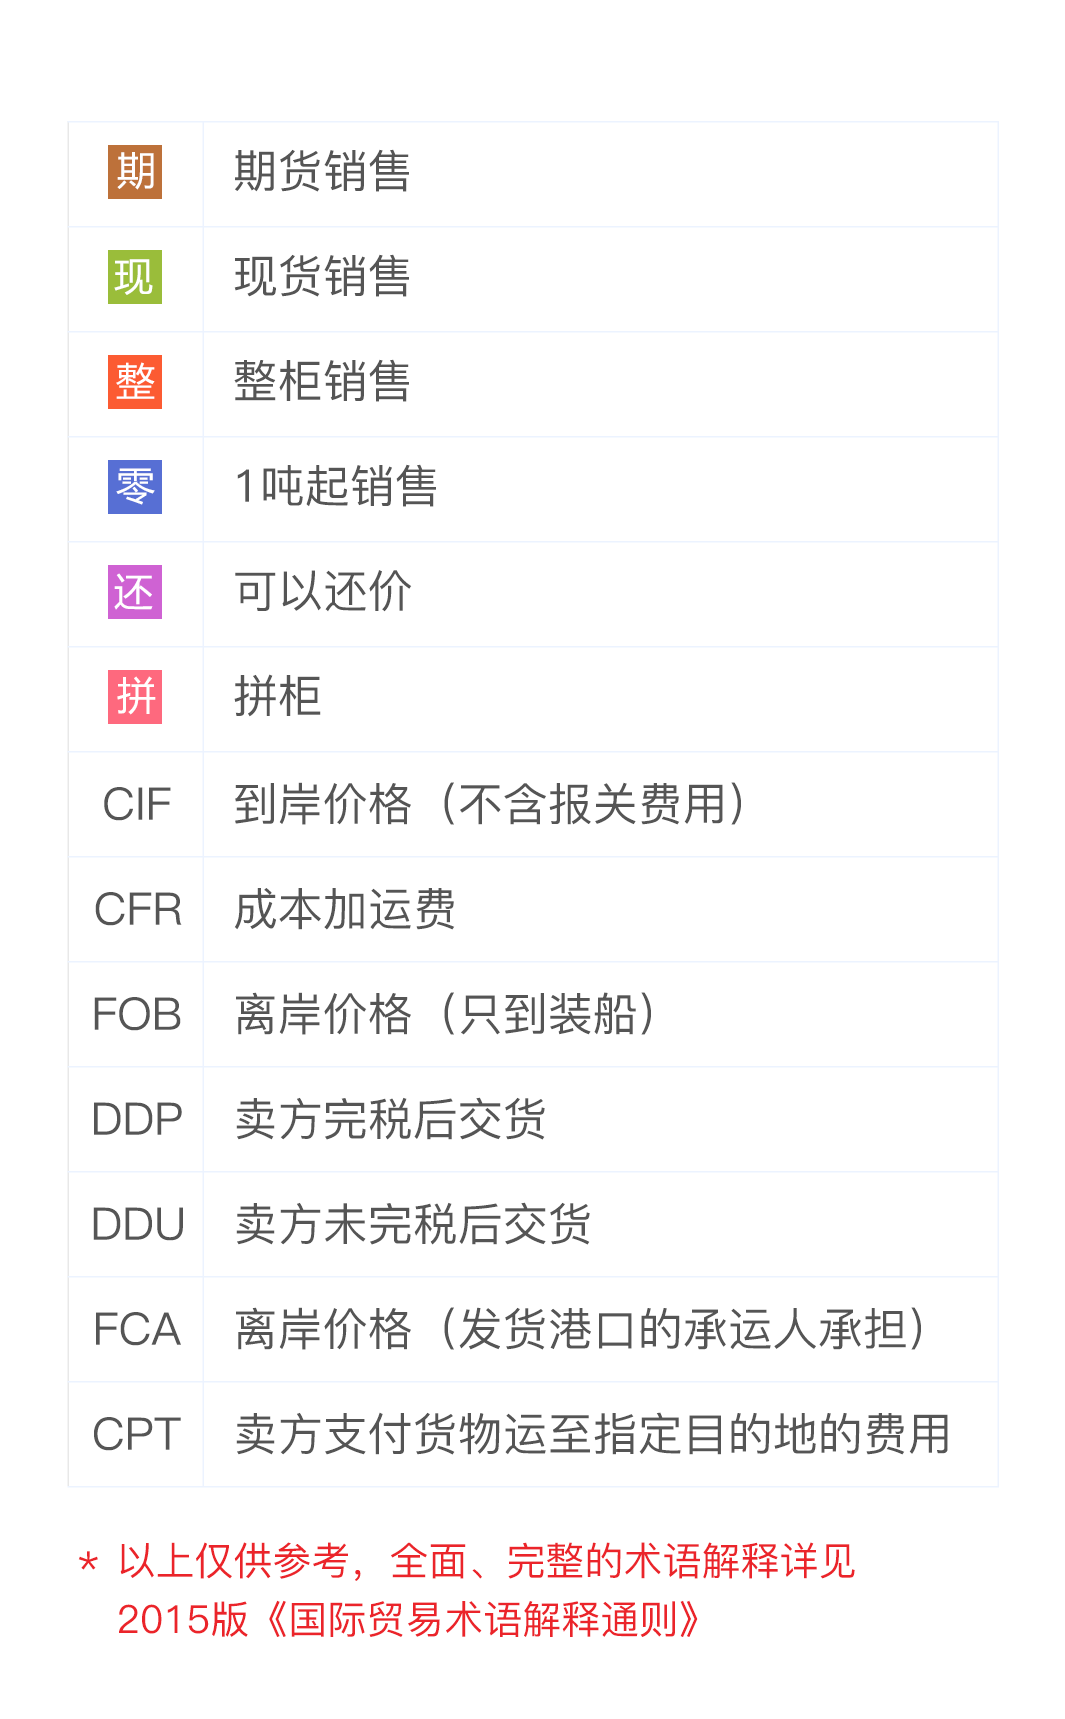 期 期货销售
现 现货销售
整 整柜销售
零 1吨起销售
还 可以还价
拼 拼柜
CIF 到岸价格（不含报关费用）
CFR 成本加运费
FOB 离岸价格（只到装船）
DDP 卖方完税后交货
DDU 卖方未完税后交货
FCA 离岸价格（发货港口的承运人承担）
CPT 卖方支付货物运至指定目的地的费用
* 以上仅供参考，全面、完整的术语解释详见
2015版《国际贸易术语解释通则》